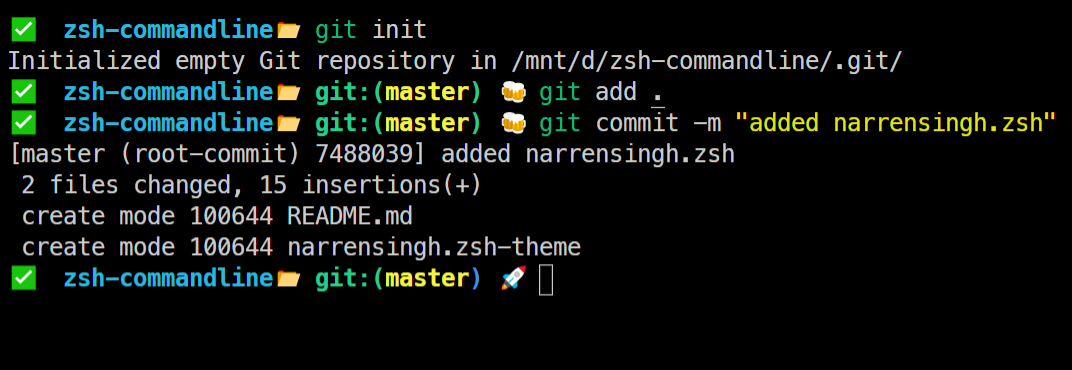 ✅ zsh-commandline📂 git init
Initialized empty Git repository in /mnt/d/zsh-commandline/.git/
✅ zsh-commandline📂 git:(master) 🍻 git add .
✅ zsh-commandline📂 git:(master) 🍻 git commit -m "added narrensingh.zsh"
[master (root-commit) 7488039] added narrensingh.zsh
 2 files changed, 15 insertions(+)
 create mode 100644 README.md
 create mode 100644 narrensingh.zsh-theme
✅ zsh-commandline📂 git:(master) 🚀